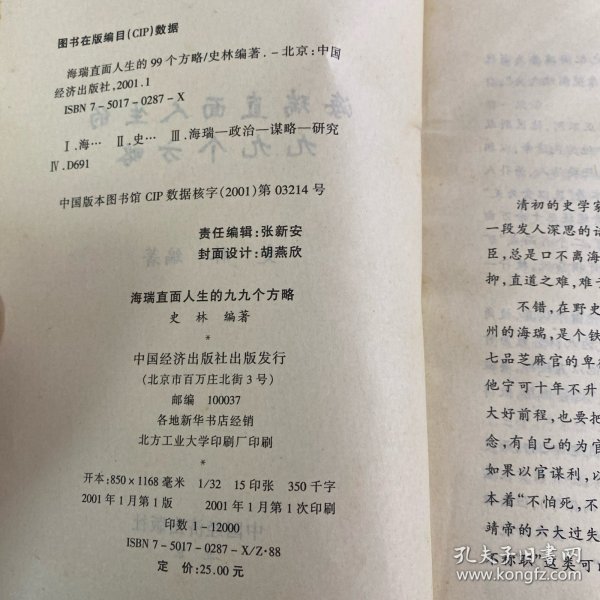 图书在版编目(CIP)数据
海瑞直面人生的99个方略/史林编著.-北京:中国
经济出版社,2001.1
ISBN 7-5017-0287-X
Ⅰ.海… Ⅱ.史… Ⅲ.海瑞—政治—谋略—研究
Ⅳ.D691
中国版本图书馆CIP数据核字(2001)第03214号
责任编辑:张新安
封面设计:胡燕欣
海瑞直面人生的九九个方略
史 林 编著
*
中国经济出版社出版发行
(北京市百万庄北街3号)
邮编 100037
各地新华书店经销
北方工业大学印刷厂印刷
*
开本:850×1168毫米 1/32 15印张 350千字
2001年1月第1版 2001年1月第1次印刷
印数 1-12000
ISBN 7-5017-0287-X/Z·88
定 价:25.00元
清初的史学家
一段发人深思的话
臣,总是口不离海
抑,直道之难,难于
不错,在野史
州的海瑞,是个铁
七品芝麻官的卑微
他宁可十年不升
大好前程,也要把
念,有自己的为官
如果以官谋利,以
本着“不怕死,不
靖帝的六大过失
不称职”这类可
孔夫子旧书网
www.kongfz.com